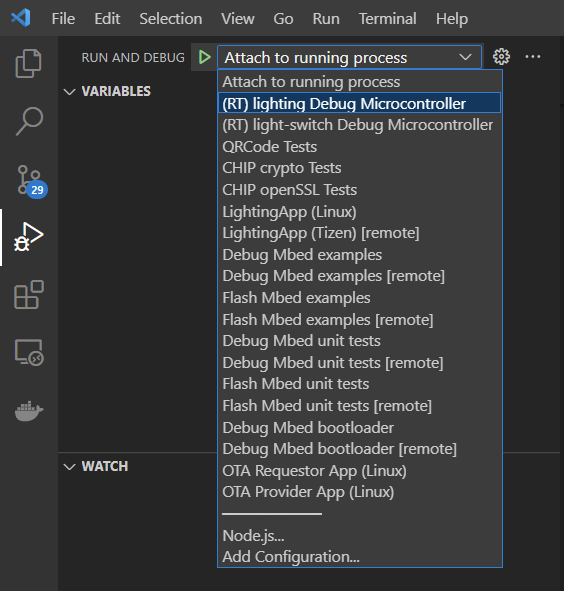 File Edit Selection View Go Run Terminal Help
RUN AND DEBUG Attach to running process
VARIABLES
Attach to running process
(RT) lighting Debug Microcontroller
(RT) light-switch Debug Microcontroller
QRCode Tests
CHIP crypto Tests
CHIP openSSL Tests
29
LightingApp (Linux)
LightingApp (Tizen) [remote]
Debug Mbed examples
Debug Mbed examples [remote]
Flash Mbed examples
Flash Mbed examples [remote]
Debug Mbed unit tests
Debug Mbed unit tests [remote]
Flash Mbed unit tests
Flash Mbed unit tests [remote]
Debug Mbed bootloader
Debug Mbed bootloader [remote]
WATCH
OTA Requestor App (Linux)
OTA Provider App (Linux)
Node.js...
Add Configuration...